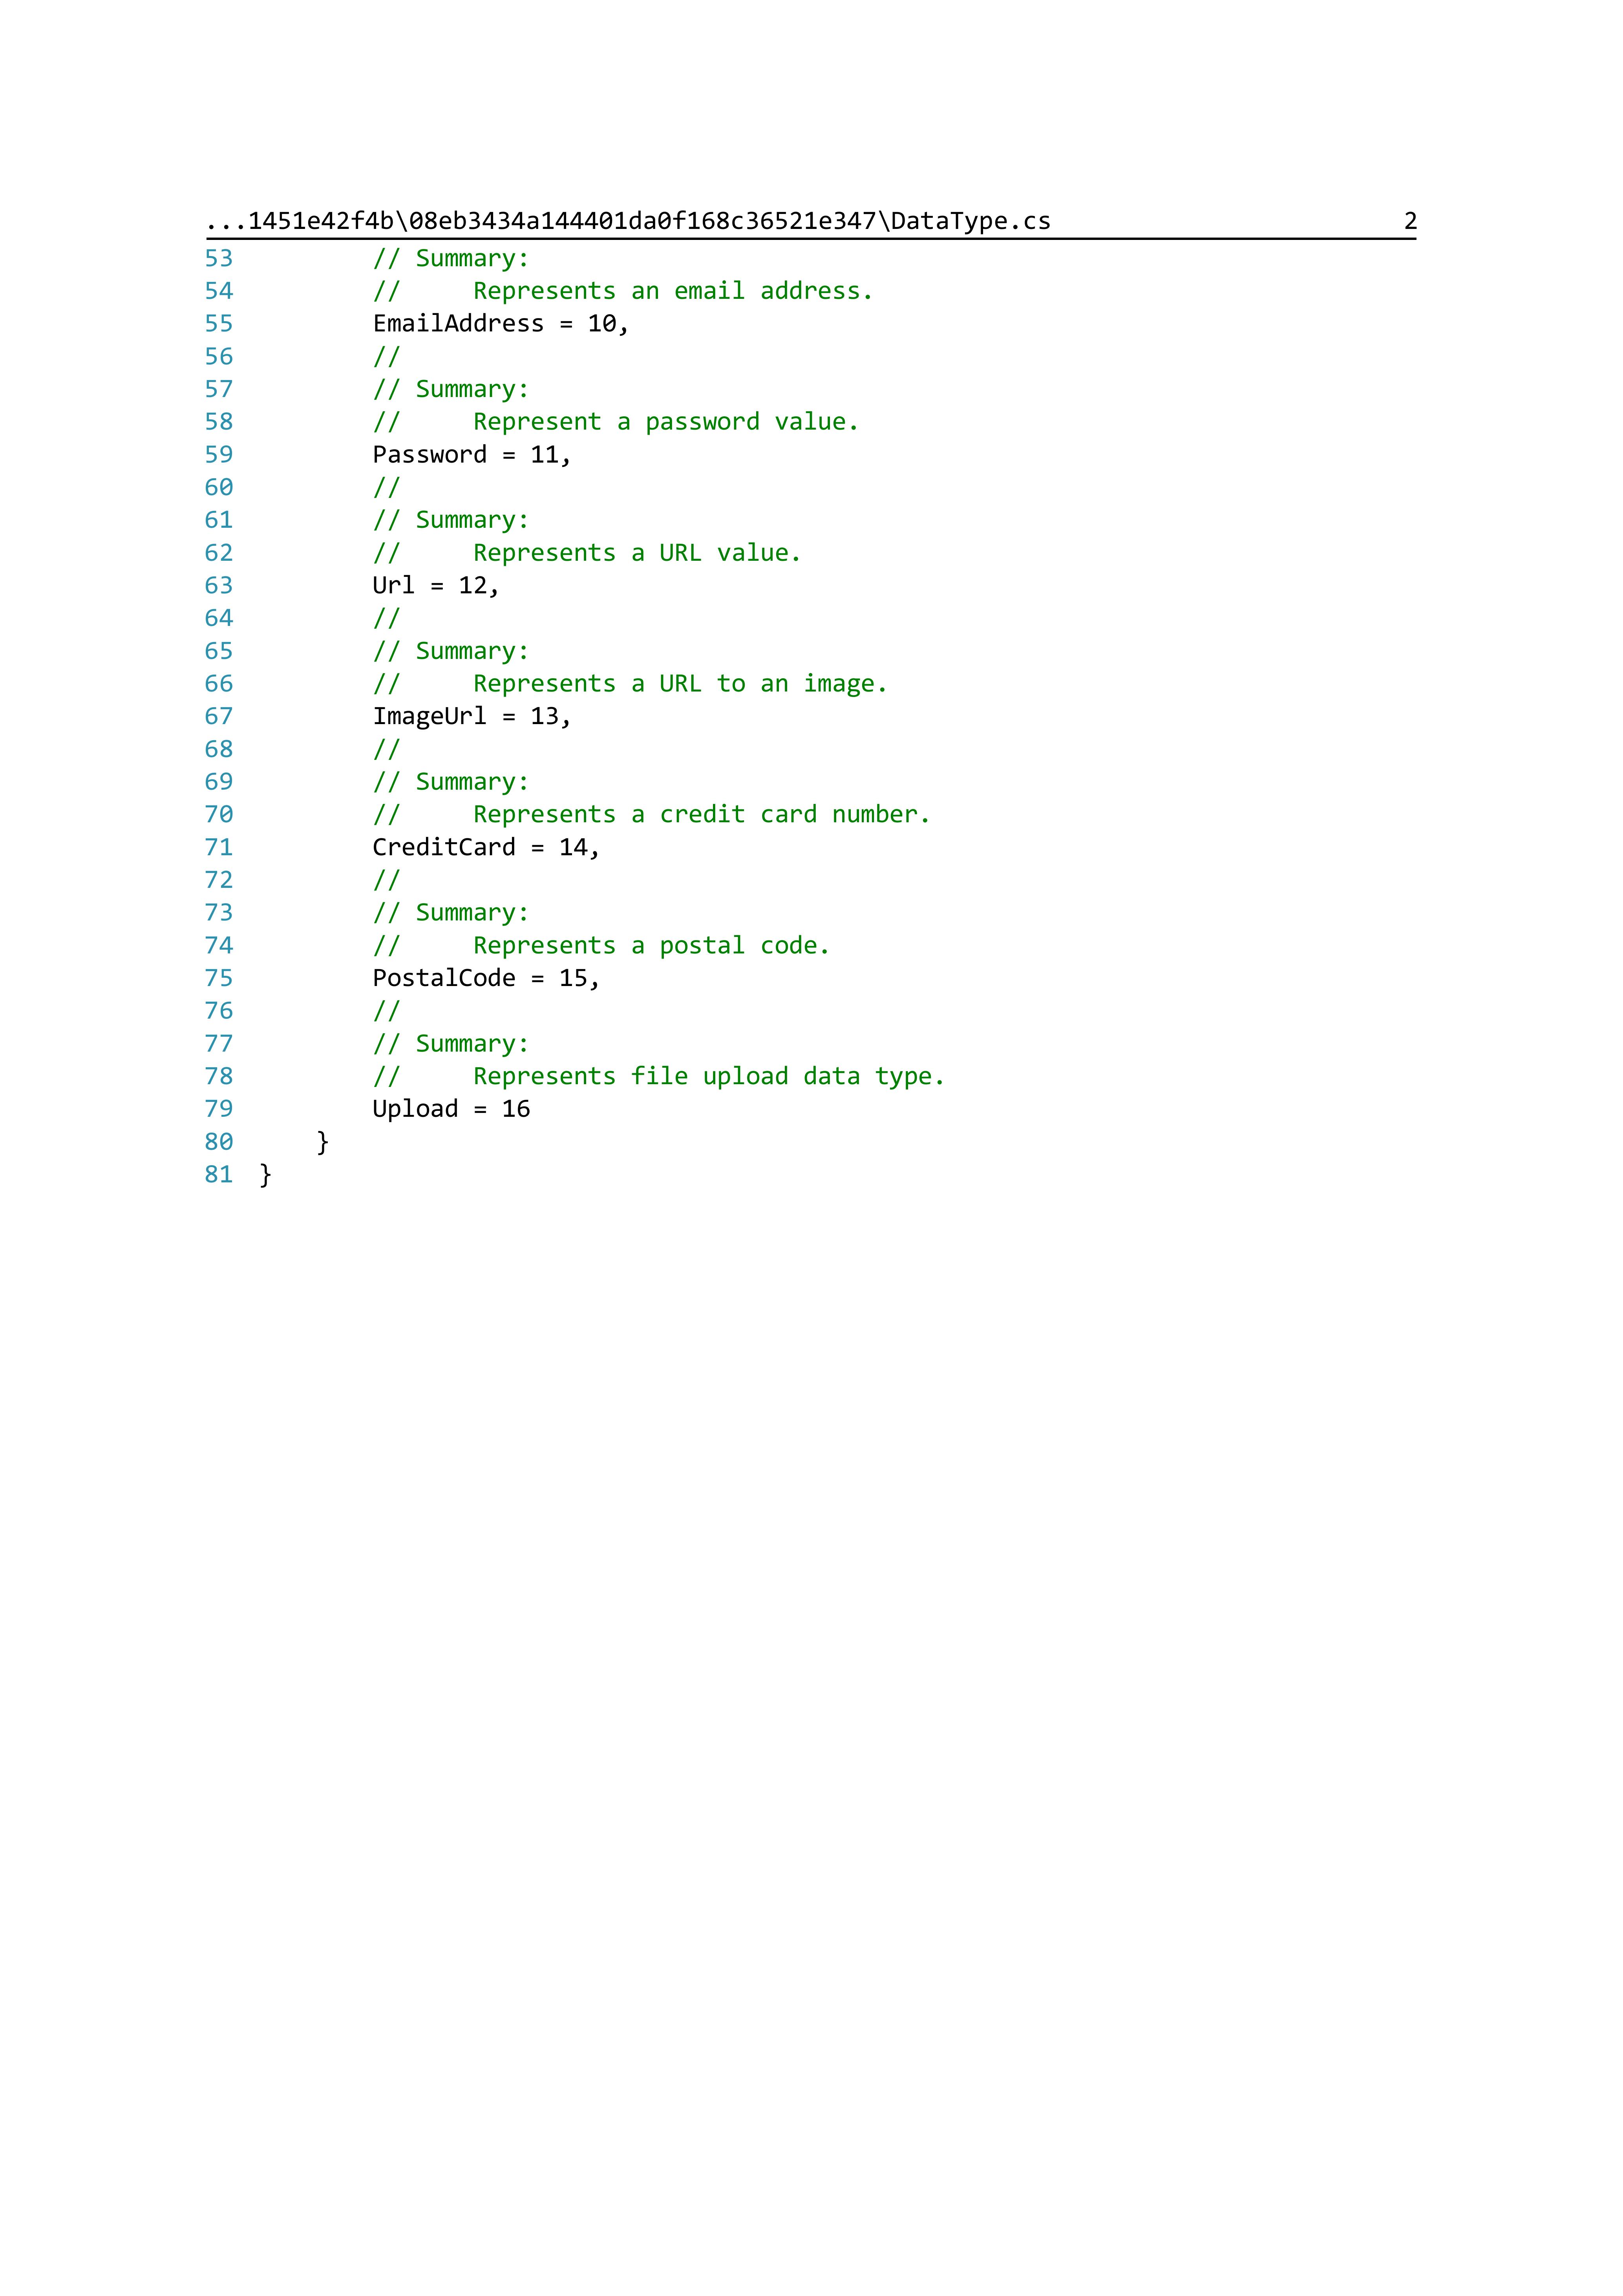 ...1451e42f4b\08eb3434a144401da0f168c36521e347\DataType.cs 2
53         // Summary:
54         //     Represents an email address.
55         EmailAddress = 10,
56         //
57         // Summary:
58         //     Represent a password value.
59         Password = 11,
60         //
61         // Summary:
62         //     Represents a URL value.
63         Url = 12,
64         //
65         // Summary:
66         //     Represents a URL to an image.
67         ImageUrl = 13,
68         //
69         // Summary:
70         //     Represents a credit card number.
71         CreditCard = 14,
72         //
73         // Summary:
74         //     Represents a postal code.
75         PostalCode = 15,
76         //
77         // Summary:
78         //     Represents file upload data type.
79         Upload = 16
80     }
81 }